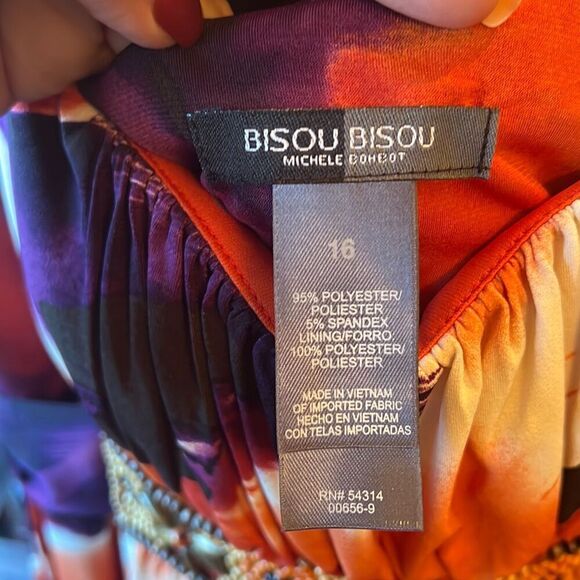 BISOU BISOU
MICHELE BOHBOT
16
95% POLYESTER/
POLIESTER
5% SPANDEX
LINING/FORRO:
100% POLYESTER/
POLIESTER
MADE IN VIETNAM
OF IMPORTED FABRIC
HECHO EN VIETNAM
CON TELAS IMPORTADAS
RN# 54314
00656-9